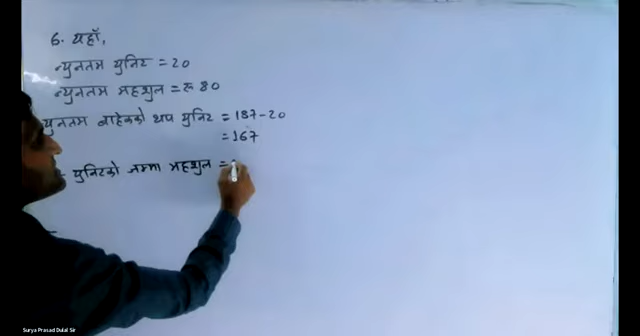 6. यहाँ,
न्युनतम युनिट = 20
न्युनतम महशुल = रू 80
युनतम बाहेकको थप युनिट = 187-20
= 167
युनिटको जम्मा महशुल =
Surya Prasad Dulal Sir